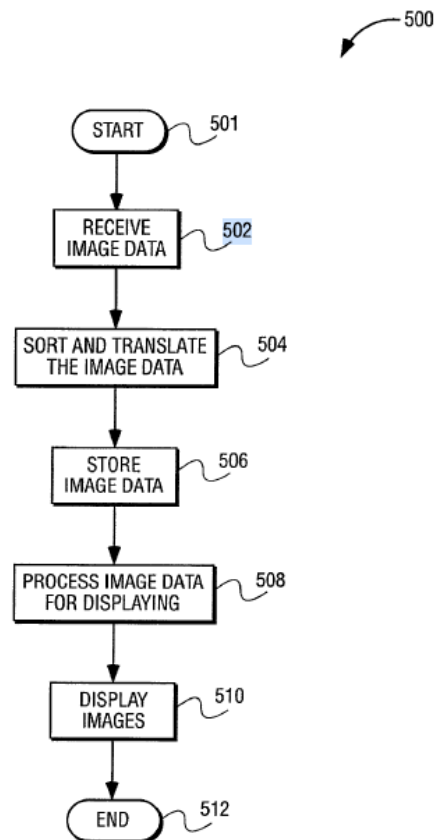 500
START
501
RECEIVE
IMAGE DATA
502
SORT AND TRANSLATE
THE IMAGE DATA
504
STORE
IMAGE DATA
506
PROCESS IMAGE DATA
FOR DISPLAYING
508
DISPLAY
IMAGES
510
END
512